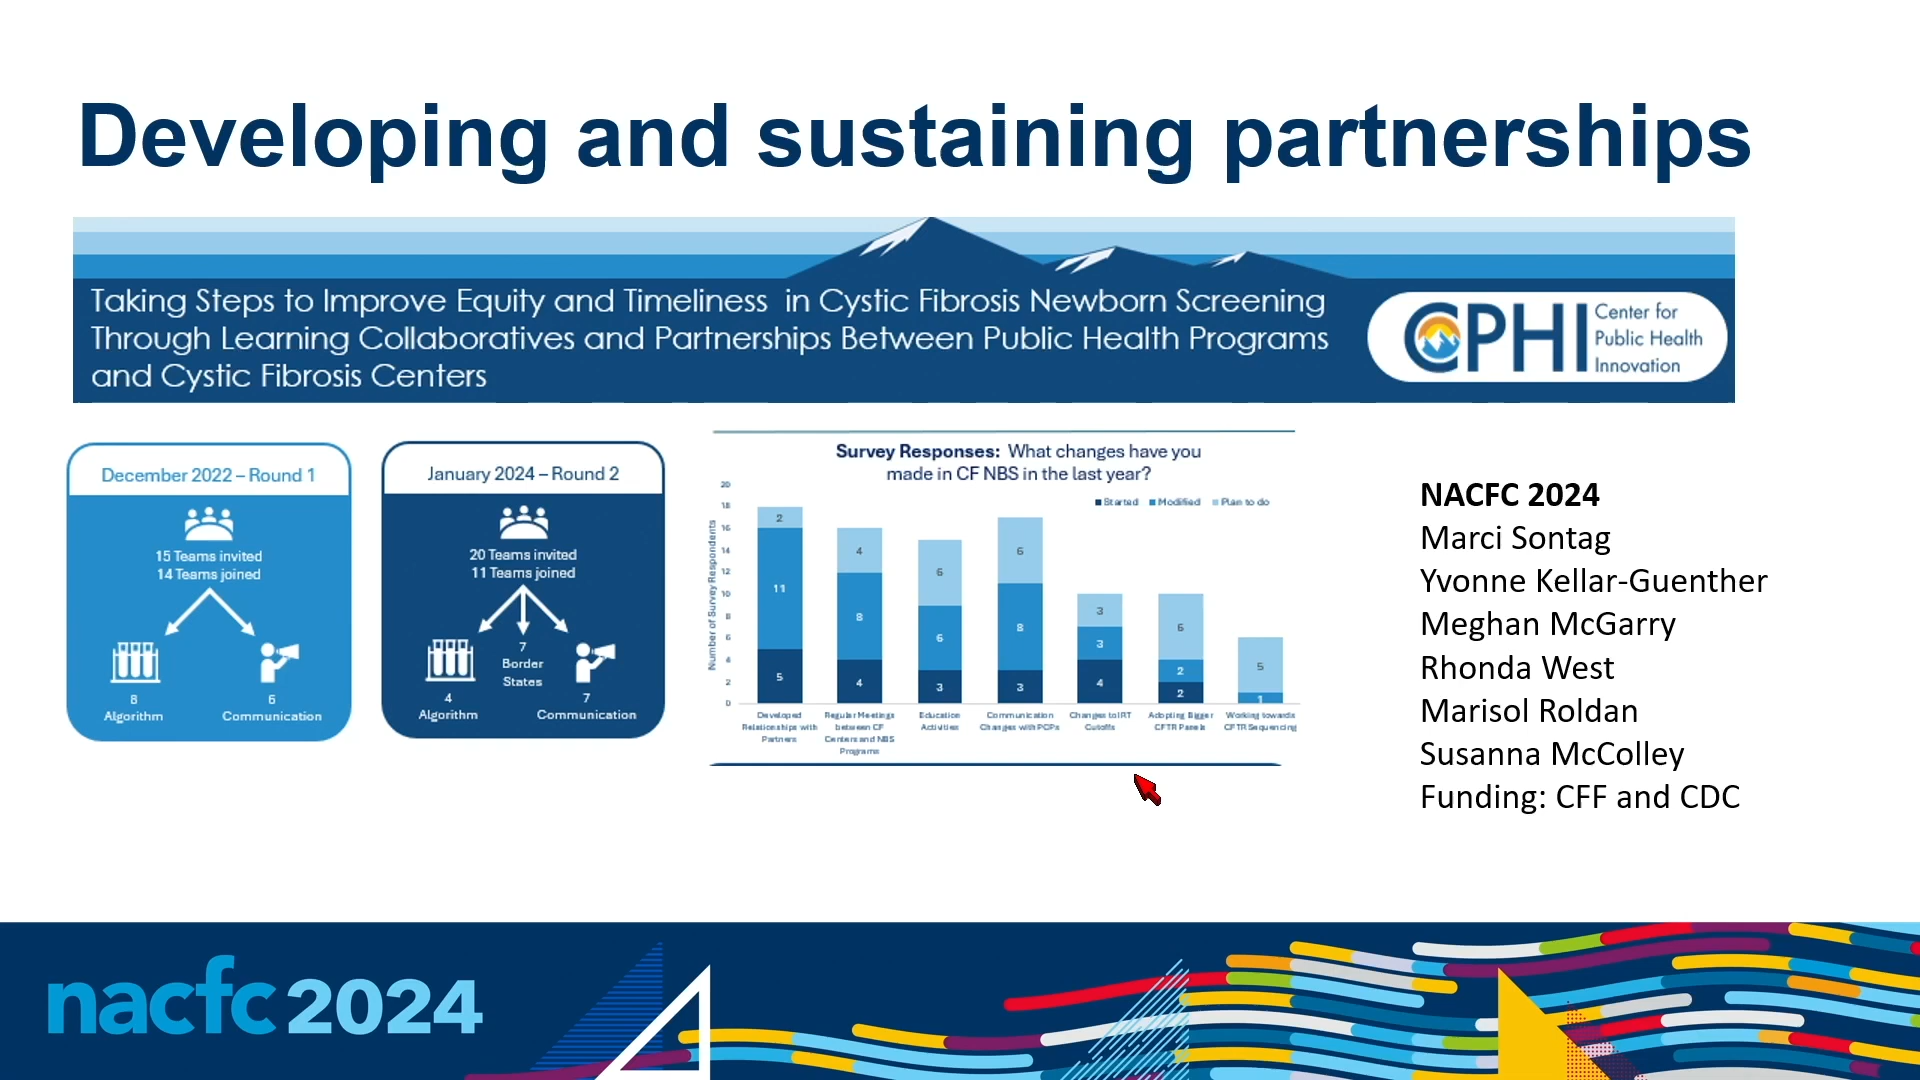 Developing and sustaining partnerships
Taking Steps to Improve Equity and Timeliness in Cystic Fibrosis Newborn Screening
Through Learning Collaboratives and Partnerships Between Public Health Programs
and Cystic Fibrosis Centers
CPHI
Center for
Public Health
Innovation
December 2022 – Round 1
15 Teams invited
14 Teams joined
8
Algorithm
6
Communication
January 2024 – Round 2
20 Teams invited
11 Teams joined
4
Algorithm
7
Border
States
7
Communication
Survey Responses: What changes have you
made in CF NBS in the last year?
Started Modified Plan to do
Number of Survey Respondents
20
18
16
14
12
10
8
6
4
2
0
2
11
5
4
8
4
6
6
3
6
8
3
3
3
4
6
2
2
5
1
Developed
Relationships with
Partners
Regular Meetings
between CF
Centers and NBS
Programs
Education
Activities
Communication
Changes with PCPs
Changes to IRT
Cutoffs
Adopting Bigger
CFTR Panels
Working towards
CFTR Sequencing
NACFC 2024
Marci Sontag
Yvonne Kellar-Guenther
Meghan McGarry
Rhonda West
Marisol Roldan
Susanna McColley
Funding: CFF and CDC
nacfc 2024